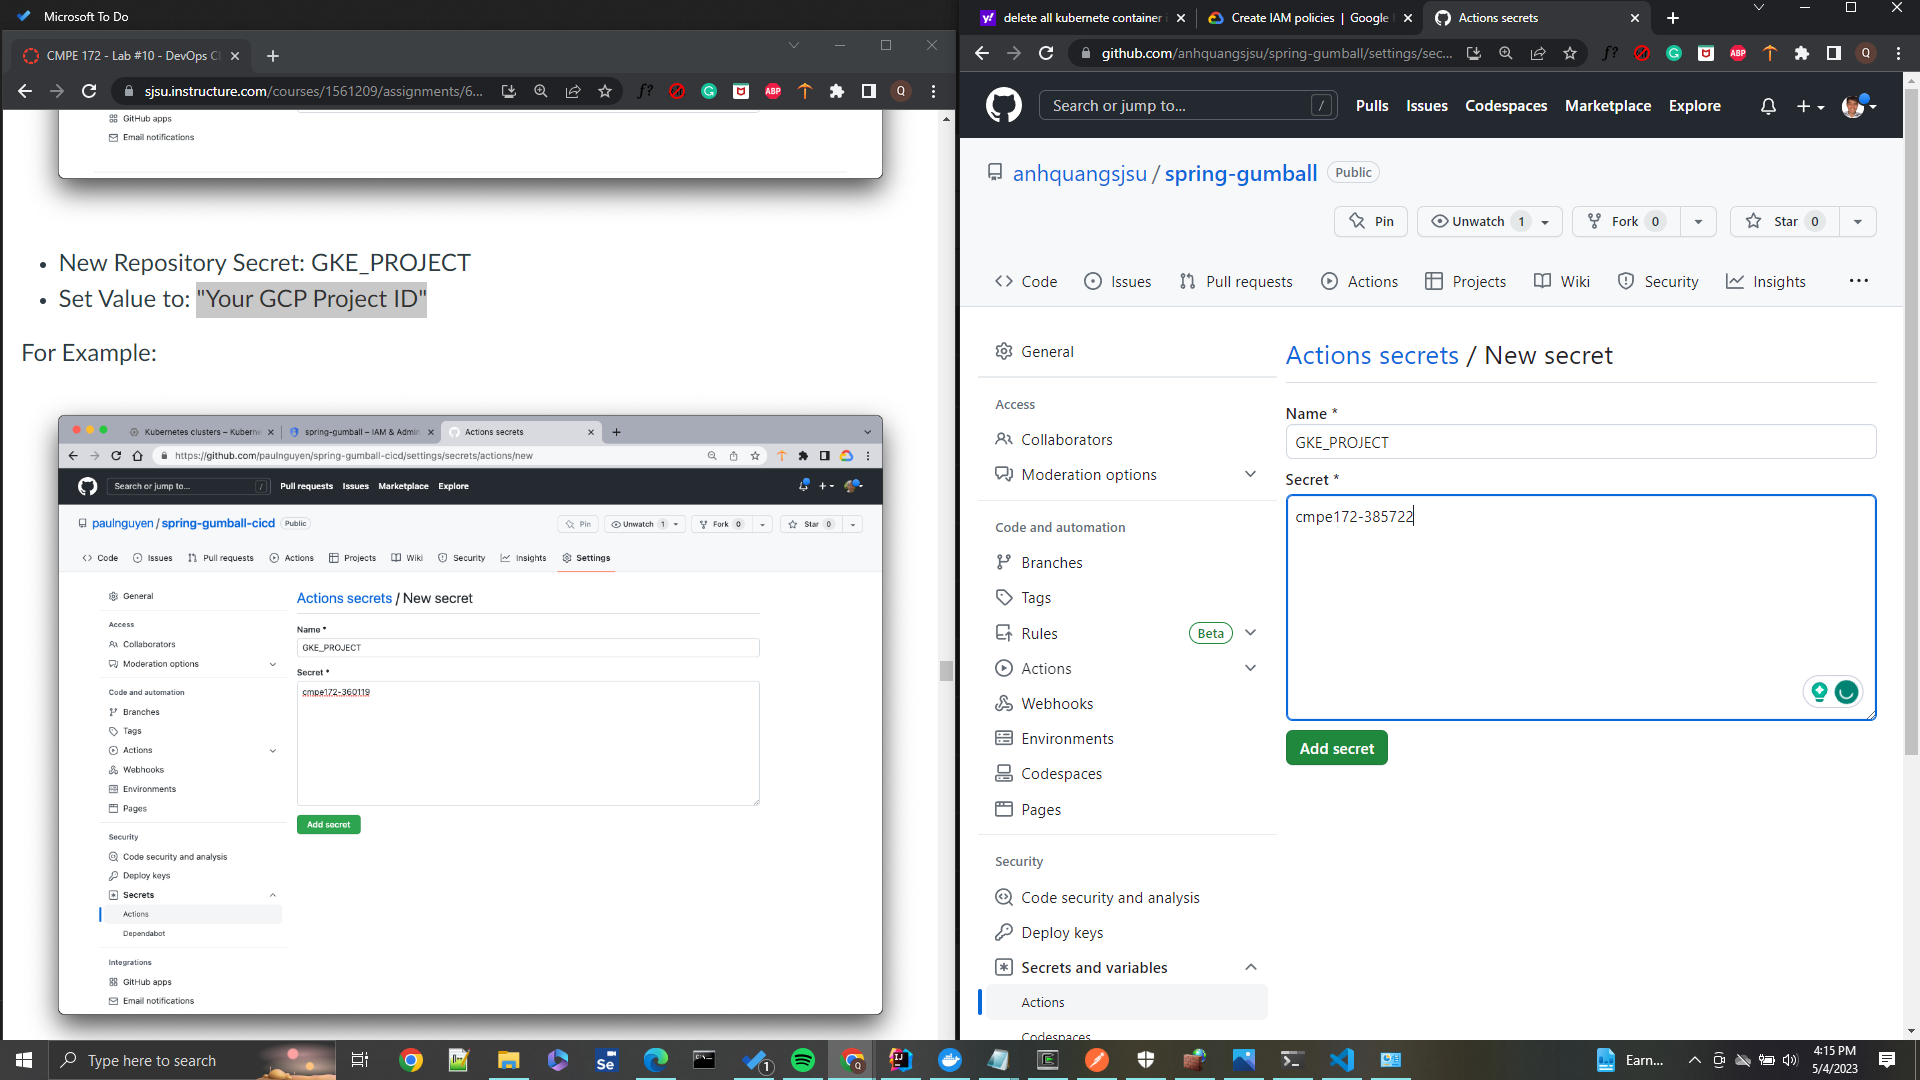 Microsoft To Do
CMPE 172 - Lab #10 - DevOps C
sjsu.instructure.com/courses/1561209/assignments/6...
GitHub apps
Email notifications
New Repository Secret: GKE_PROJECT
Set Value to: "Your GCP Project ID"
For Example:
Kubernetes clusters – Kubern
spring-gumball – IAM & Admin
Actions secrets
https://github.com/paulnguyen/spring-gumball-cicd/settings/secrets/actions/new
Search or jump to...
/
Pull requests
Issues
Marketplace
Explore
paulnguyen / spring-gumball-cicd
Public
Pin
Unwatch 1
Fork 0
Star 0
Code
Issues
Pull requests
Actions
Projects
Wiki
Security
Insights
Settings
General
Access
Collaborators
Moderation options
Code and automation
Branches
Tags
Actions
Webhooks
Environments
Pages
Security
Code security and analysis
Deploy keys
Secrets
Actions
Dependabot
Integrations
GitHub apps
Email notifications
Actions secrets / New secret
Name *
GKE_PROJECT
Secret *
cmpe172-360119
Add secret
delete all kubernete container
Create IAM policies | Google
Actions secrets
github.com/anhquangsjsu/spring-gumball/settings/sec...
Search or jump to...
/
Pulls
Issues
Codespaces
Marketplace
Explore
anhquangsjsu / spring-gumball
Public
Pin
Unwatch 1
Fork 0
Star 0
Code
Issues
Pull requests
Actions
Projects
Wiki
Security
Insights
General
Access
Collaborators
Moderation options
Code and automation
Branches
Tags
Rules
Beta
Actions
Webhooks
Environments
Codespaces
Pages
Security
Code security and analysis
Deploy keys
Secrets and variables
Actions
Codespaces
Actions secrets / New secret
Name *
GKE_PROJECT
Secret *
cmpe172-385722
Add secret
Type here to search
Earn...
4:15 PM
5/4/2023